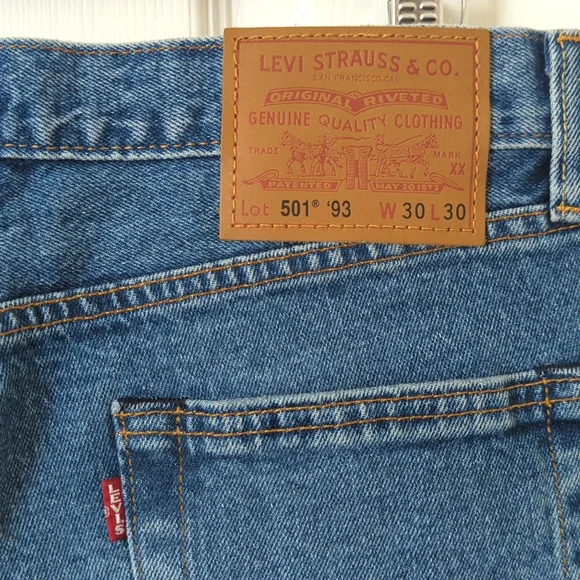 LEVI STRAUSS & CO.
SAN FRANCISCO, CAL.
ORIGINAL RIVETED
GENUINE QUALITY CLOTHING
TRADE MARK
XX
PATENTED MAY 20 1873
Lot 501® '93 W 30 L 30
LEVI'S
®